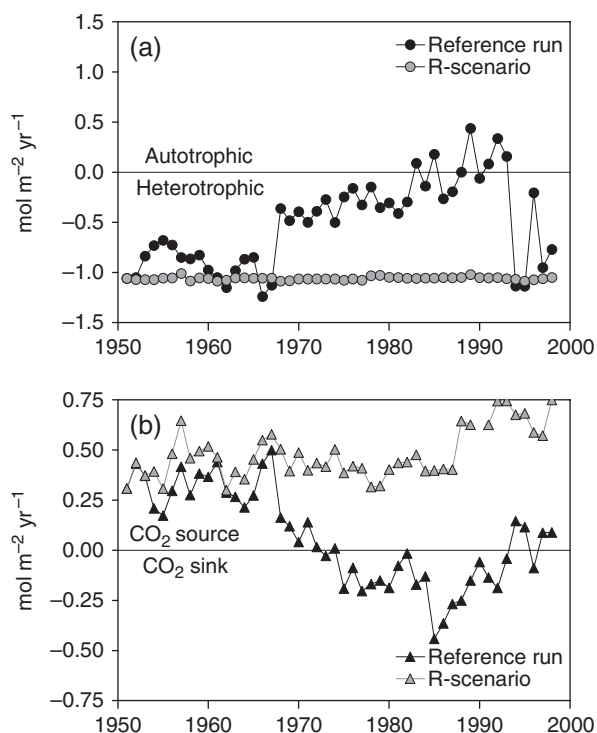 (a)
Reference run
R-scenario
Autotrophic
Heterotrophic
mol m⁻² yr⁻¹
1.5
1.0
0.5
0.0
−0.5
−1.0
−1.5
1950 1960 1970 1980 1990 2000
(b)
CO₂ source
CO₂ sink
Reference run
R-scenario
mol m⁻² yr⁻¹
0.75
0.50
0.25
0.00
−0.25
−0.50
−0.75
1950 1960 1970 1980 1990 2000